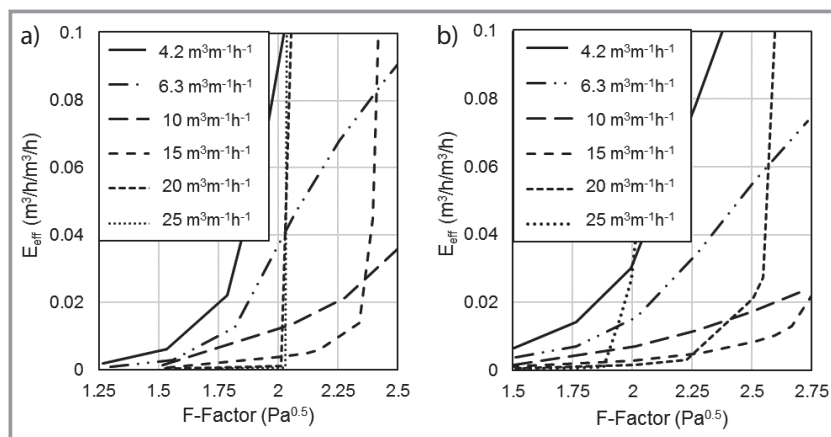 a)
E_eff (m³/h/m³/h)
0.1
0.08
0.06
0.04
0.02
0
4.2 m³m⁻¹h⁻¹
6.3 m³m⁻¹h⁻¹
10 m³m⁻¹h⁻¹
15 m³m⁻¹h⁻¹
20 m³m⁻¹h⁻¹
25 m³m⁻¹h⁻¹
1.25 1.5 1.75 2 2.25 2.5
F-Factor (Pa⁰·⁵)
b)
E_eff (m³/h/m³/h)
0.1
0.08
0.06
0.04
0.02
0
4.2 m³m⁻¹h⁻¹
6.3 m³m⁻¹h⁻¹
10 m³m⁻¹h⁻¹
15 m³m⁻¹h⁻¹
20 m³m⁻¹h⁻¹
25 m³m⁻¹h⁻¹
1.5 1.75 2 2.25 2.5 2.75
F-Factor (Pa⁰·⁵)